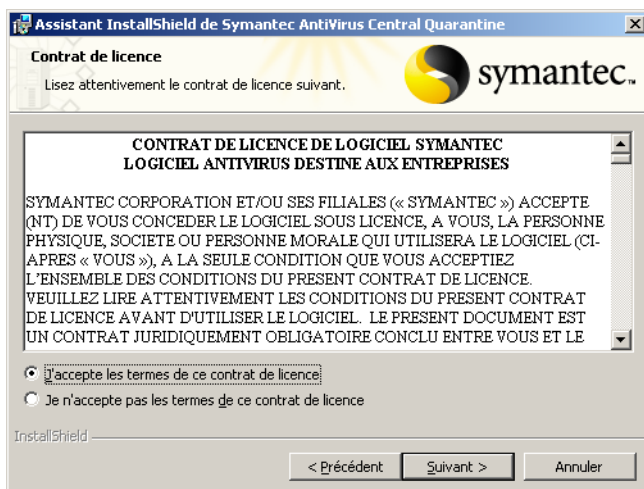 Assistant InstallShield de Symantec AntiVirus Central Quarantine
Contrat de licence
Lisez attentivement le contrat de licence suivant.
symantec™
CONTRAT DE LICENCE DE LOGICIEL SYMANTEC
LOGICIEL ANTIVIRUS DESTINE AUX ENTREPRISES
SYMANTEC CORPORATION ET/OU SES FILIALES (« SYMANTEC ») ACCEPTE
(NT) DE VOUS CONCEDER LE LOGICIEL SOUS LICENCE, A VOUS, LA PERSONNE
PHYSIQUE, SOCIETE OU PERSONNE MORALE QUI UTILISERA LE LOGICIEL (CI-
APRES « VOUS »), A LA SEULE CONDITION QUE VOUS ACCEPTIEZ
L'ENSEMBLE DES CONDITIONS DU PRESENT CONTRAT DE LICENCE.
VEUILLEZ LIRE ATTENTIVEMENT LES CONDITIONS DU PRESENT CONTRAT
DE LICENCE AVANT D'UTILISER LE LOGICIEL. LE PRESENT DOCUMENT EST
UN CONTRAT JURIDIQUEMENT OBLIGATOIRE CONCLU ENTRE VOUS ET LE
J'accepte les termes de ce contrat de licence
Je n'accepte pas les termes de ce contrat de licence
InstallShield
< Précédent
Suivant >
Annuler